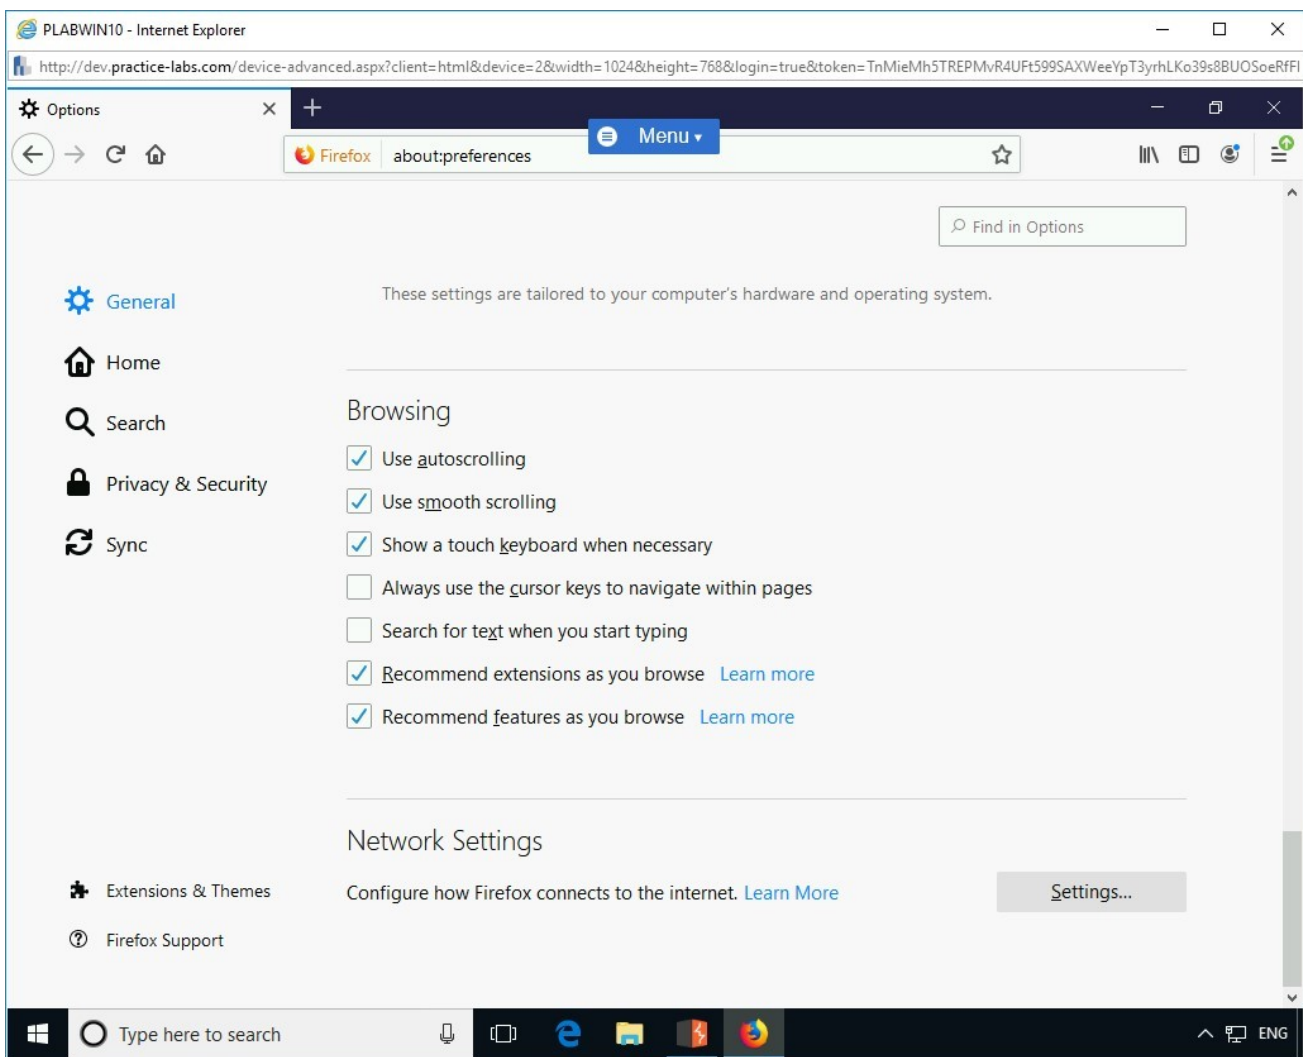 PLABWIN10 - Internet Explorer
http://dev.practice-labs.com/device-advanced.aspx?client=html&device=2&width=1024&height=768&login=true&token=TnMieMh5TREPMvR4UFt599SAXWeeYpT3yrhLKo39s8BUOSoeRfFI
Options
Menu
Firefox about:preferences
Find in Options
These settings are tailored to your computer's hardware and operating system.
General
Home
Search
Privacy & Security
Sync
Browsing
Use autoscrolling
Use smooth scrolling
Show a touch keyboard when necessary
Always use the cursor keys to navigate within pages
Search for text when you start typing
Recommend extensions as you browse Learn more
Recommend features as you browse Learn more
Network Settings
Configure how Firefox connects to the internet. Learn More
Settings...
Extensions & Themes
Firefox Support
Type here to search
ENG